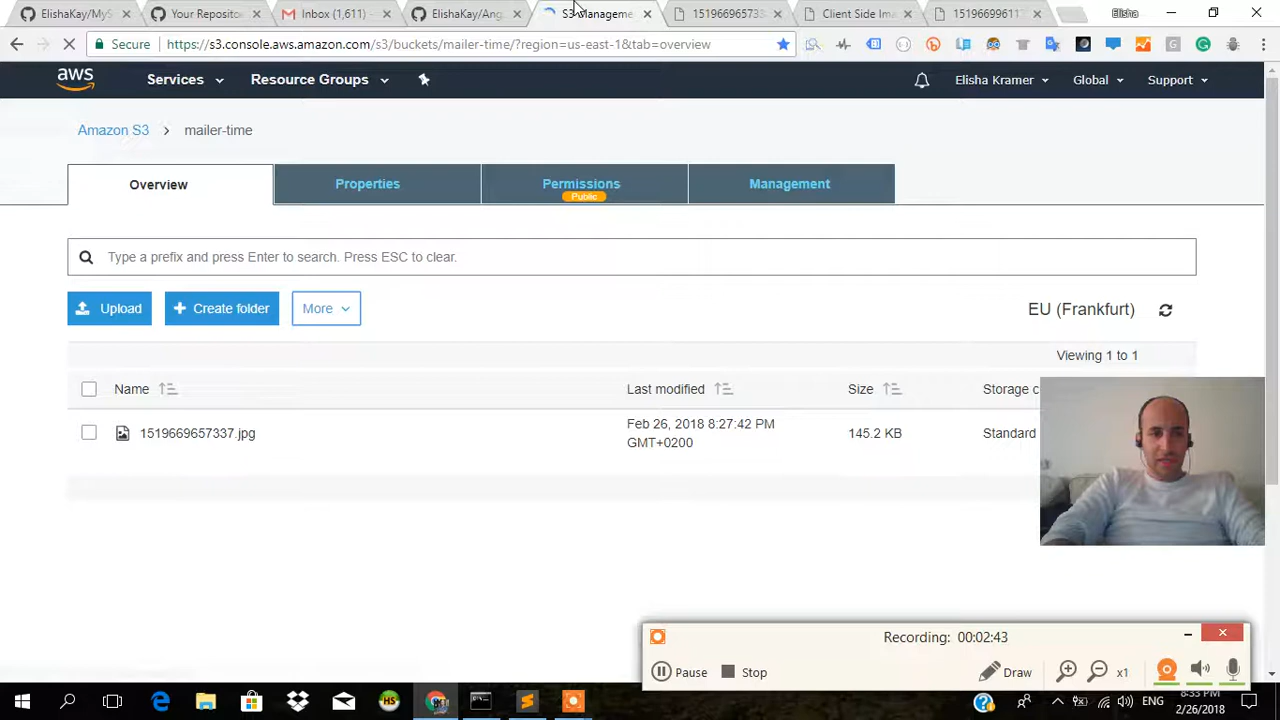 ElishaKay/MyS
Your Reposito
Inbox (1,611) -
ElishaKay/Ang
S3 Manageme
151966965733
Client Side Ima
151966996117
Elisha
Secure
https://s3.console.aws.amazon.com/s3/buckets/mailer-time/?region=us-east-1&tab=overview
aws
Services
Resource Groups
Elisha Kramer
Global
Support
Amazon S3
mailer-time
Overview
Properties
Permissions
Public
Management
Type a prefix and press Enter to search. Press ESC to clear.
Upload
Create folder
More
EU (Frankfurt)
Viewing 1 to 1
Name
Last modified
Size
Storage c
1519669657337.jpg
Feb 26, 2018 8:27:42 PM
GMT+0200
145.2 KB
Standard
Recording: 00:02:43
Pause
Stop
Draw
x1
ENG
8:33 PM
2/26/2018